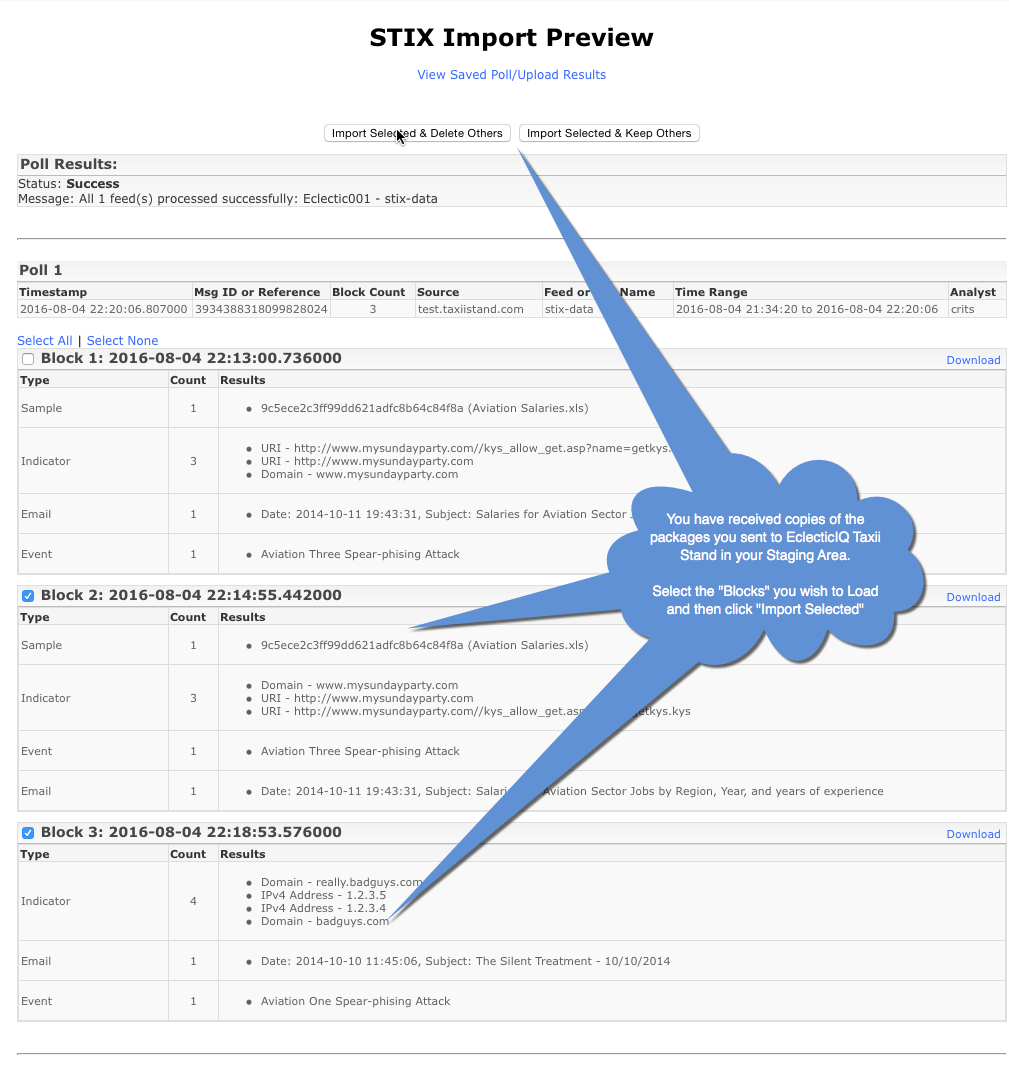 STIX Import Preview
View Saved Poll/Upload Results
Import Selected & Delete Others Import Selected & Keep Others
Poll Results:
Status: Success
Message: All 1 feed(s) processed successfully: Eclectic001 - stix-data
Poll 1
Timestamp Msg ID or Reference Block Count Source Feed or Name Time Range Analyst
2016-08-04 22:20:06.807000 3934388318099828024 3 test.taxiistand.com stix-data 2016-08-04 21:34:20 to 2016-08-04 22:20:06 crits
Select All | Select None
Block 1: 2016-08-04 22:13:00.736000 Download
Type Count Results
Sample 1 • 9c5ece2c3ff99dd621adfc8b64c84f8a (Aviation Salaries.xls)
• URI - http://www.mysundayparty.com//kys_allow_get.asp?name=getkys.
Indicator 3 • URI - http://www.mysundayparty.com
• Domain - www.mysundayparty.com
Email 1 • Date: 2014-10-11 19:43:31, Subject: Salaries for Aviation Sector
Event 1 • Aviation Three Spear-phising Attack
You have received copies of the
packages you sent to EclecticIQ Taxii
Stand in your Staging Area.
Select the "Blocks" you wish to Load
and then click "Import Selected"
Block 2: 2016-08-04 22:14:55.442000 Download
Type Count Results
Sample 1 • 9c5ece2c3ff99dd621adfc8b64c84f8a (Aviation Salaries.xls)
• Domain - www.mysundayparty.com
Indicator 3 • URI - http://www.mysundayparty.com
• URI - http://www.mysundayparty.com//kys_allow_get.asp getkys.kys
Event 1 • Aviation Three Spear-phising Attack
Email 1 • Date: 2014-10-11 19:43:31, Subject: Aviation Sector Jobs by Region, Year, and years of experience
Block 3: 2016-08-04 22:18:53.576000 Download
Type Count Results
• Domain - really.badguys.com
Indicator 4 • IPv4 Address - 1.2.3.5
• IPv4 Address - 1.2.3.4
• Domain - badguys.com
Email 1 • Date: 2014-10-10 11:45:06, Subject: The Silent Treatment - 10/10/2014
Event 1 • Aviation One Spear-phising Attack